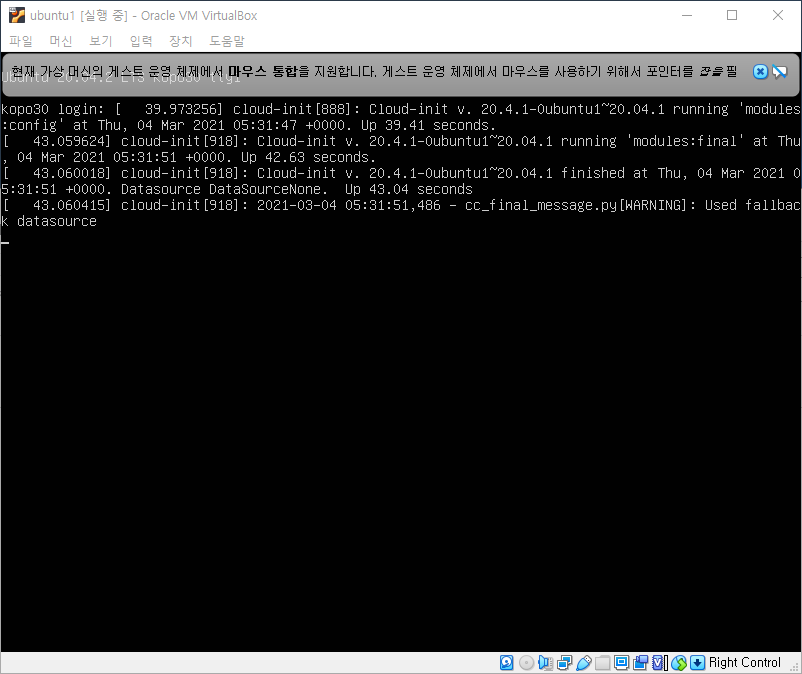 ubuntu1 [실행 중] - Oracle VM VirtualBox
파일 머신 보기 입력 장치 도움말
현재 가상 머신의 게스트 운영 체제에서 마우스 통합을 지원합니다. 게스트 운영 체제에서 마우스를 사용하기 위해서 포인터를 잡을 필
Ubuntu 20.04.2 LTS kopo30 tty1
kopo30 login: [   39.973256] cloud-init[888]: Cloud-init v. 20.4.1-0ubuntu1~20.04.1 running 'modules
:config' at Thu, 04 Mar 2021 05:31:47 +0000. Up 39.41 seconds.
[   43.059624] cloud-init[918]: Cloud-init v. 20.4.1-0ubuntu1~20.04.1 running 'modules:final' at Thu
, 04 Mar 2021 05:31:51 +0000. Up 42.63 seconds.
[   43.060018] cloud-init[918]: Cloud-init v. 20.4.1-0ubuntu1~20.04.1 finished at Thu, 04 Mar 2021 0
5:31:51 +0000. Datasource DataSourceNone.  Up 43.04 seconds
[   43.060415] cloud-init[918]: 2021-03-04 05:31:51,486 - cc_final_message.py[WARNING]: Used fallbac
k datasource
Right Control